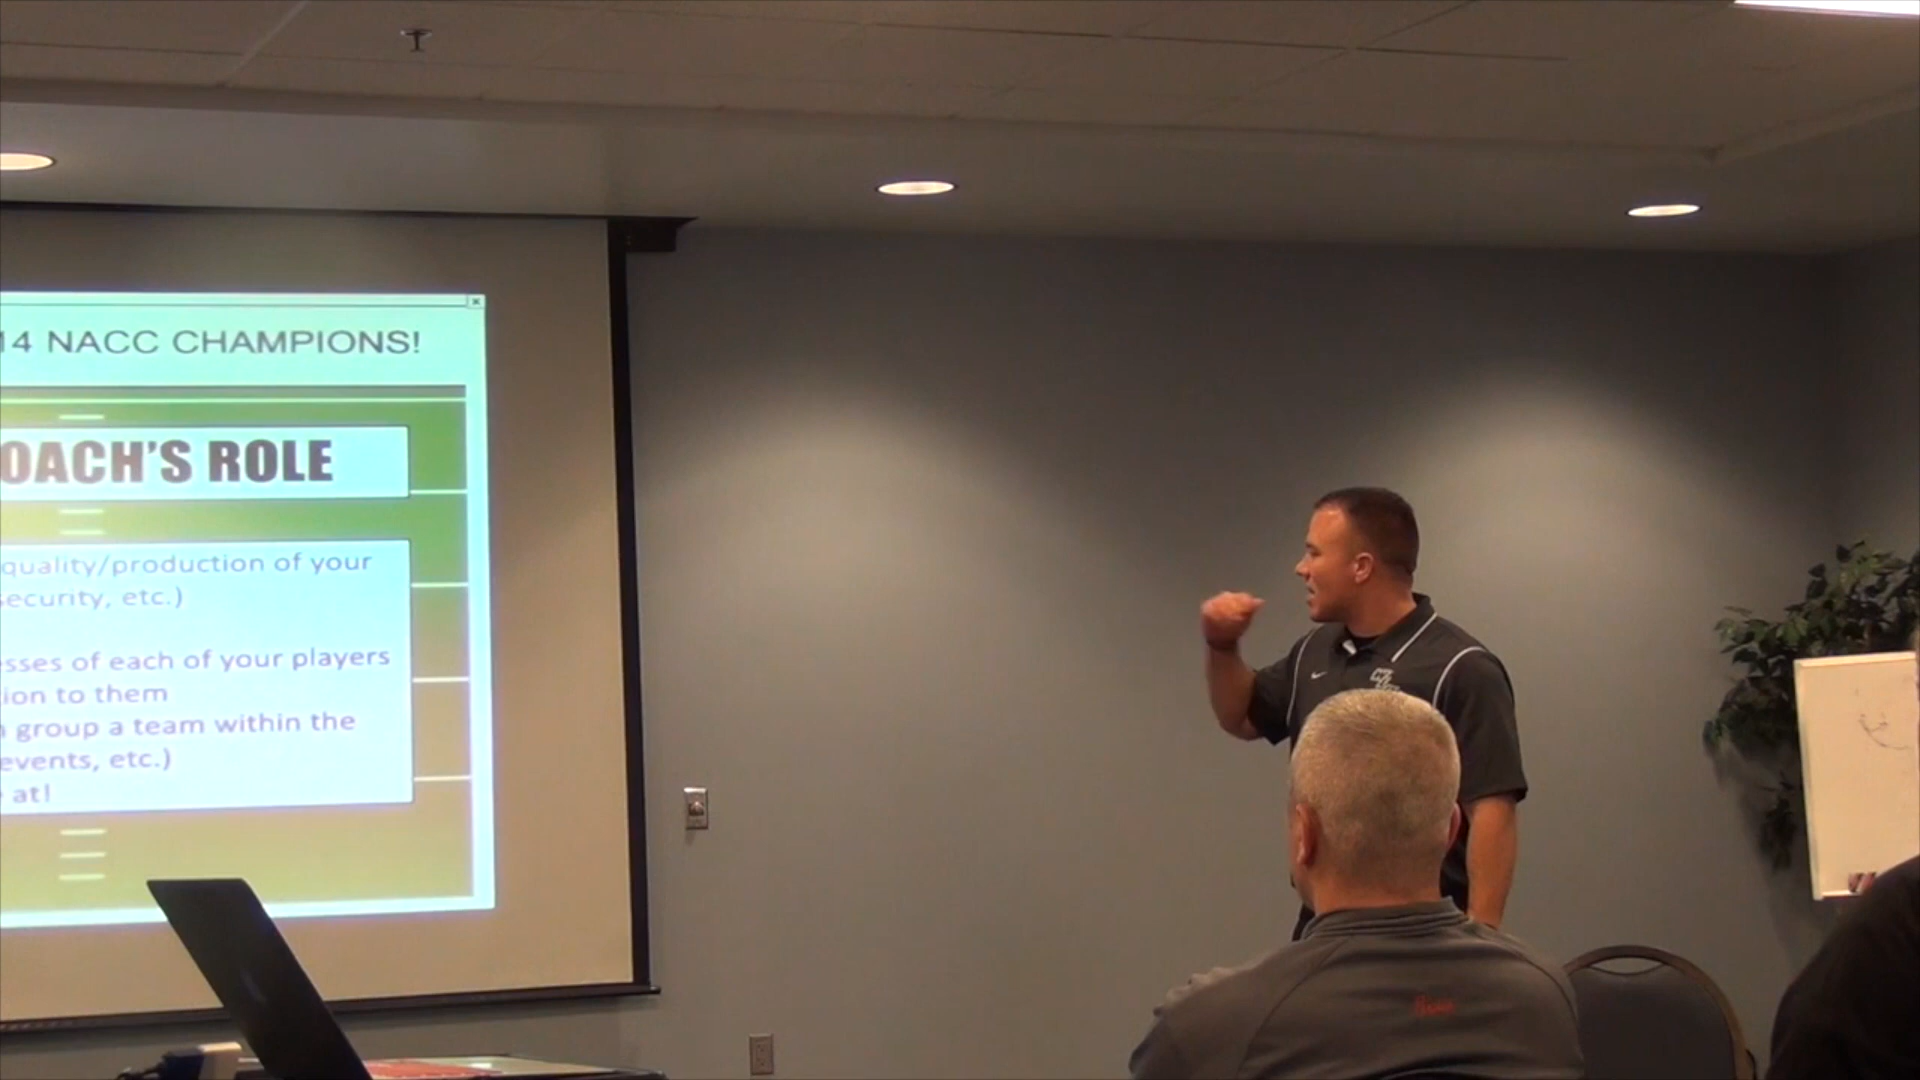 14 NACC CHAMPIONS!
OACH'S ROLE
quality/production of your
security, etc.)
sses of each of your players
ion to them
group a team within the
events, etc.)
at!